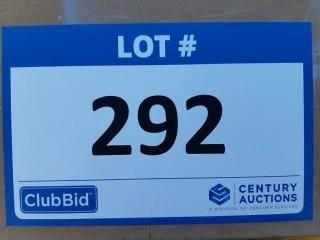 LOT #
292
ClubBid
CENTURY
AUCTIONS
A DIVISION OF CENTURY SERVICES